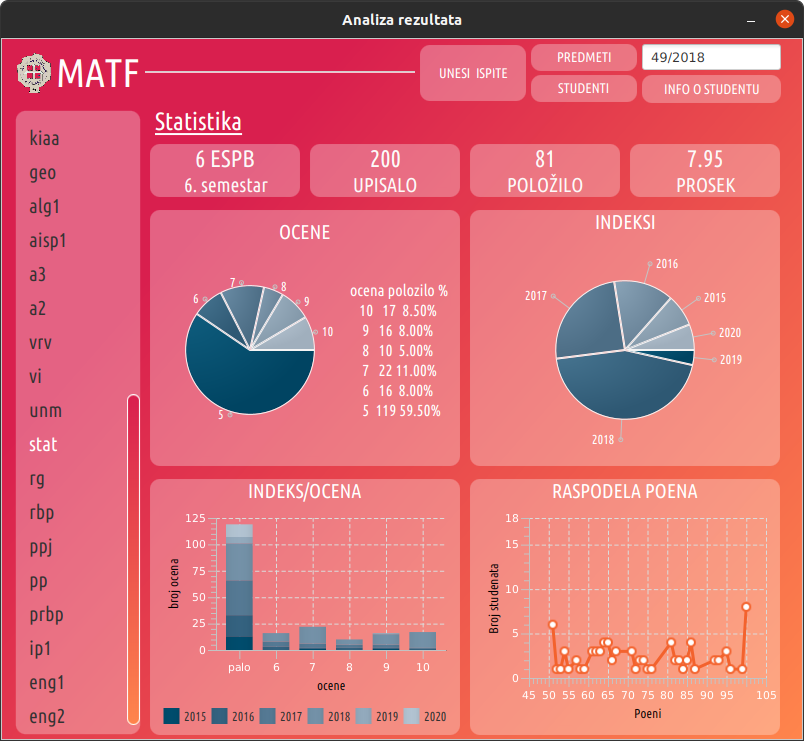 Analiza rezultata
MATF
UNESI ISPITE
PREDMETI
49/2018
STUDENTI
INFO O STUDENTU
kiaa
geo
alg1
aisp1
a3
a2
vrv
vi
unm
stat
rg
rbp
ppj
pp
prbp
ip1
eng1
eng2
Statistika
6 ESPB
6. semestar
200
UPISALO
81
POLOŽILO
7.95
PROSEK
OCENE
7
8
6
9
10
5
ocena polozilo %
10 17 8.50%
9 16 8.00%
8 10 5.00%
7 22 11.00%
6 16 8.00%
5 119 59.50%
INDEKSI
2016
2017
2015
2020
2019
2018
INDEKS/OCENA
125
100
75
50
25
0
broj ocena
palo 6 7 8 9 10
ocene
2015 2016 2017 2018 2019 2020
RASPODELA POENA
18
15
10
5
0
Broj studenata
45 50 55 60 65 70 75 80 85 90 95 105
Poeni